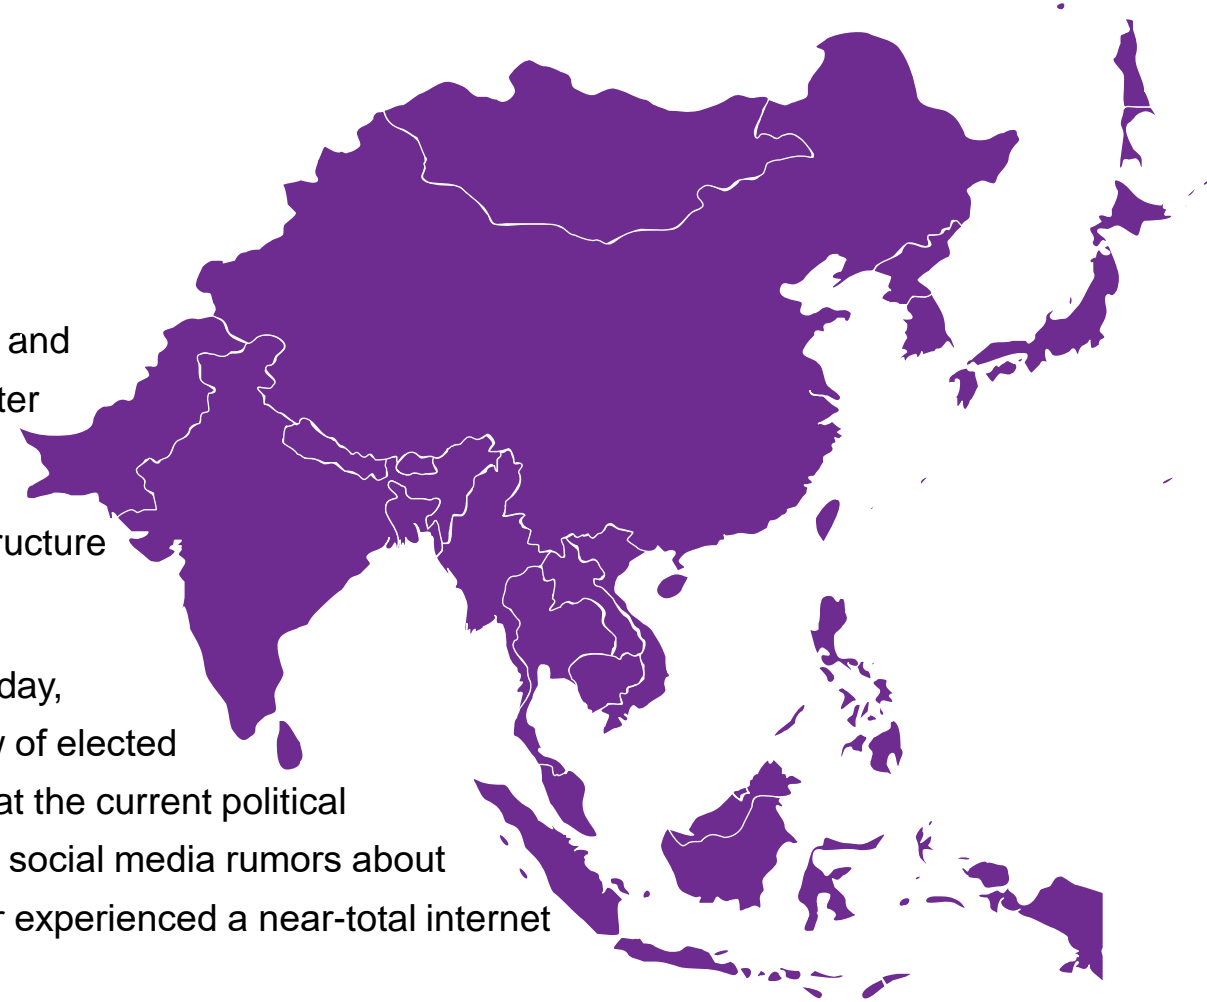 and
ter
ructure
day,
of elected
at the current political
social media rumors about
experienced a near-total internet